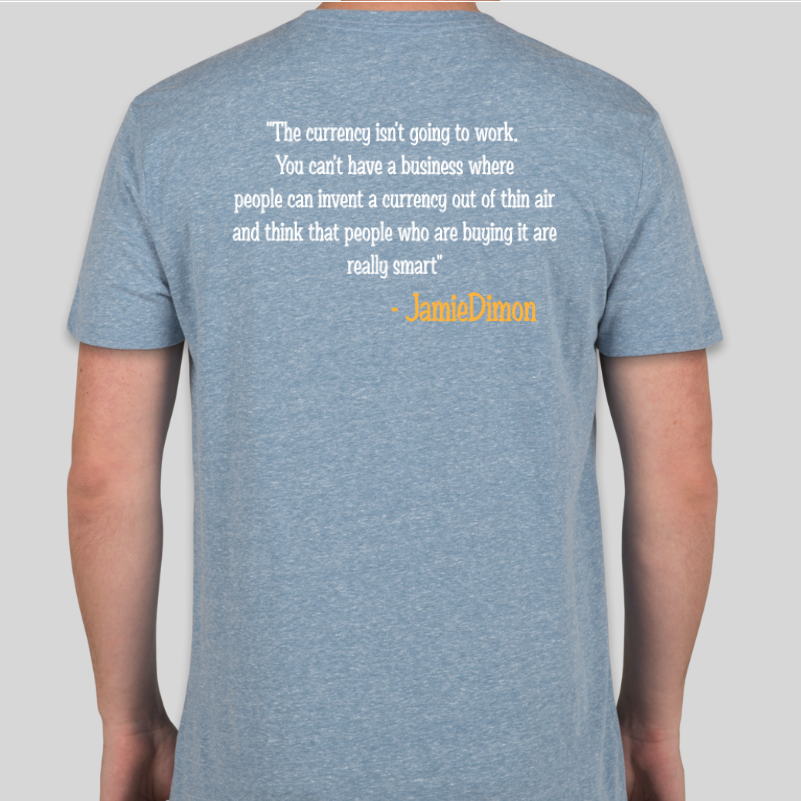 "The currency isn't going to work.
You can't have a business where
people can invent a currency out of thin air
and think that people who are buying it are
really smart"
- JamieDimon